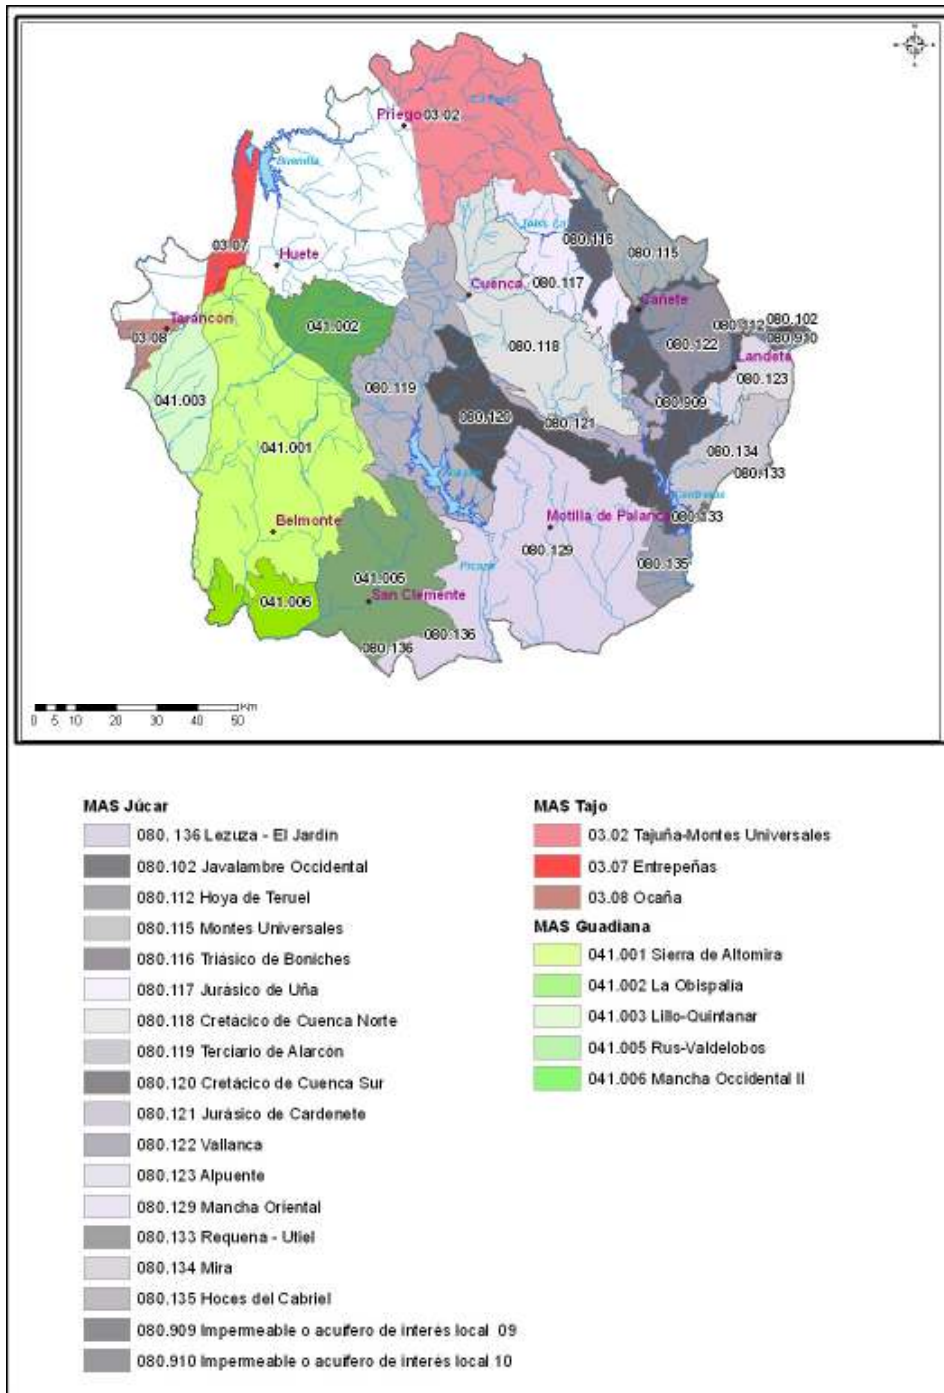 Priego
03.02
Buendia
03.07
Huete
080.116
080.115
080.117
Cuenca
Cañete
Tarancon
03.08
041.002
080.118
080.112
080.102
080.910
080.122
Landete
080.123
041.003
080.119
080.909
080.120
080.121
041.001
080.134
080.133
Contreras
080.133
Belmonte
Motilla de Palanca
080.129
080.135
Picazo
041.005
041.006
San Clemente
080.136
080.136
Km
0 5 10 20 30 40 50
MAS Júcar
080. 136 Lezuza - El Jardín
080.102 Javalambre Occidental
080.112 Hoya de Teruel
080.115 Montes Universales
080.116 Triásico de Boniches
080.117 Jurásico de Uña
080.118 Cretácico de Cuenca Norte
080.119 Terciario de Alarcón
080.120 Cretácico de Cuenca Sur
080.121 Jurásico de Cardenete
080.122 Vallanca
080.123 Alpuente
080.129 Mancha Oriental
080.133 Requena - Utiel
080.134 Mira
080.135 Hoces del Cabriel
080.909 Impermeable o acuífero de interés local 09
080.910 Impermeable o acuífero de interés local 10
MAS Tajo
03.02 Tajuña-Montes Universales
03.07 Entrepeñas
03.08 Ocaña
MAS Guadiana
041.001 Sierra de Altomira
041.002 La Obispalía
041.003 Lillo-Quintanar
041.005 Rus-Valdelobos
041.006 Mancha Occidental II